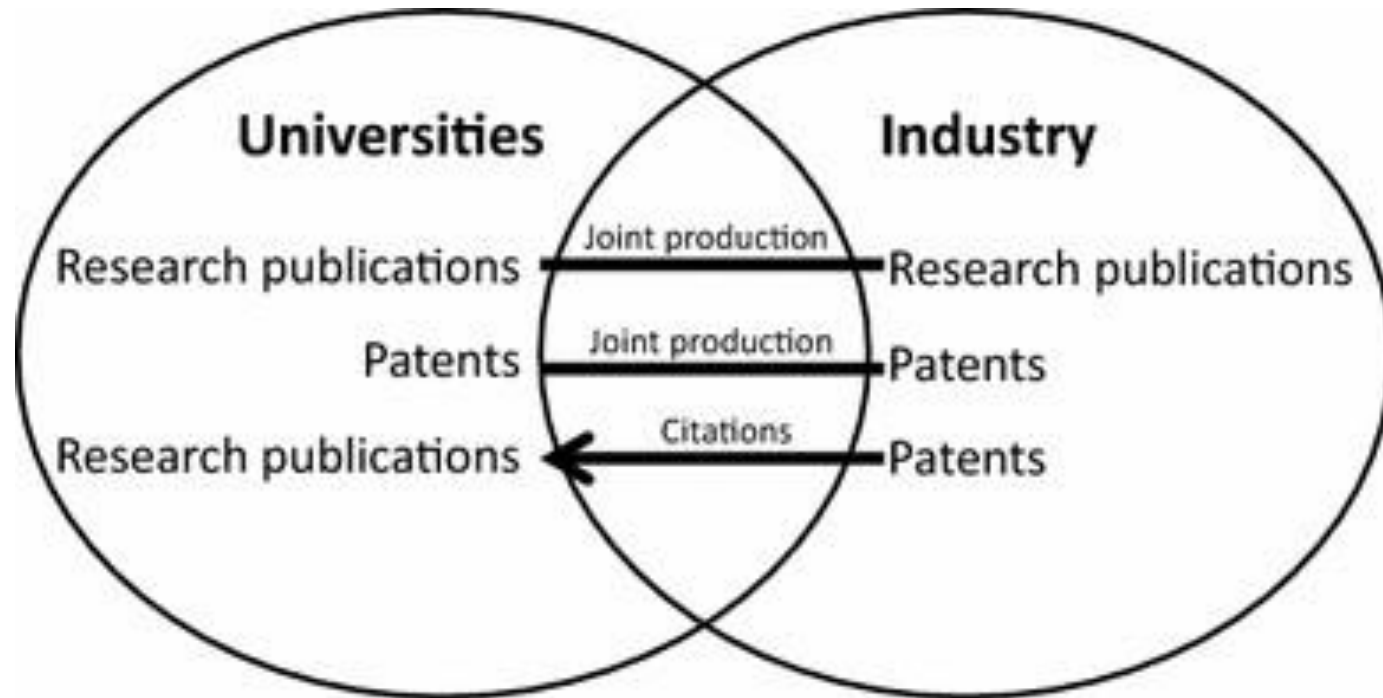 Universities
Industry
Joint production
Research publications
Research publications
Joint production
Patents
Patents
Citations
Research publications
Patents